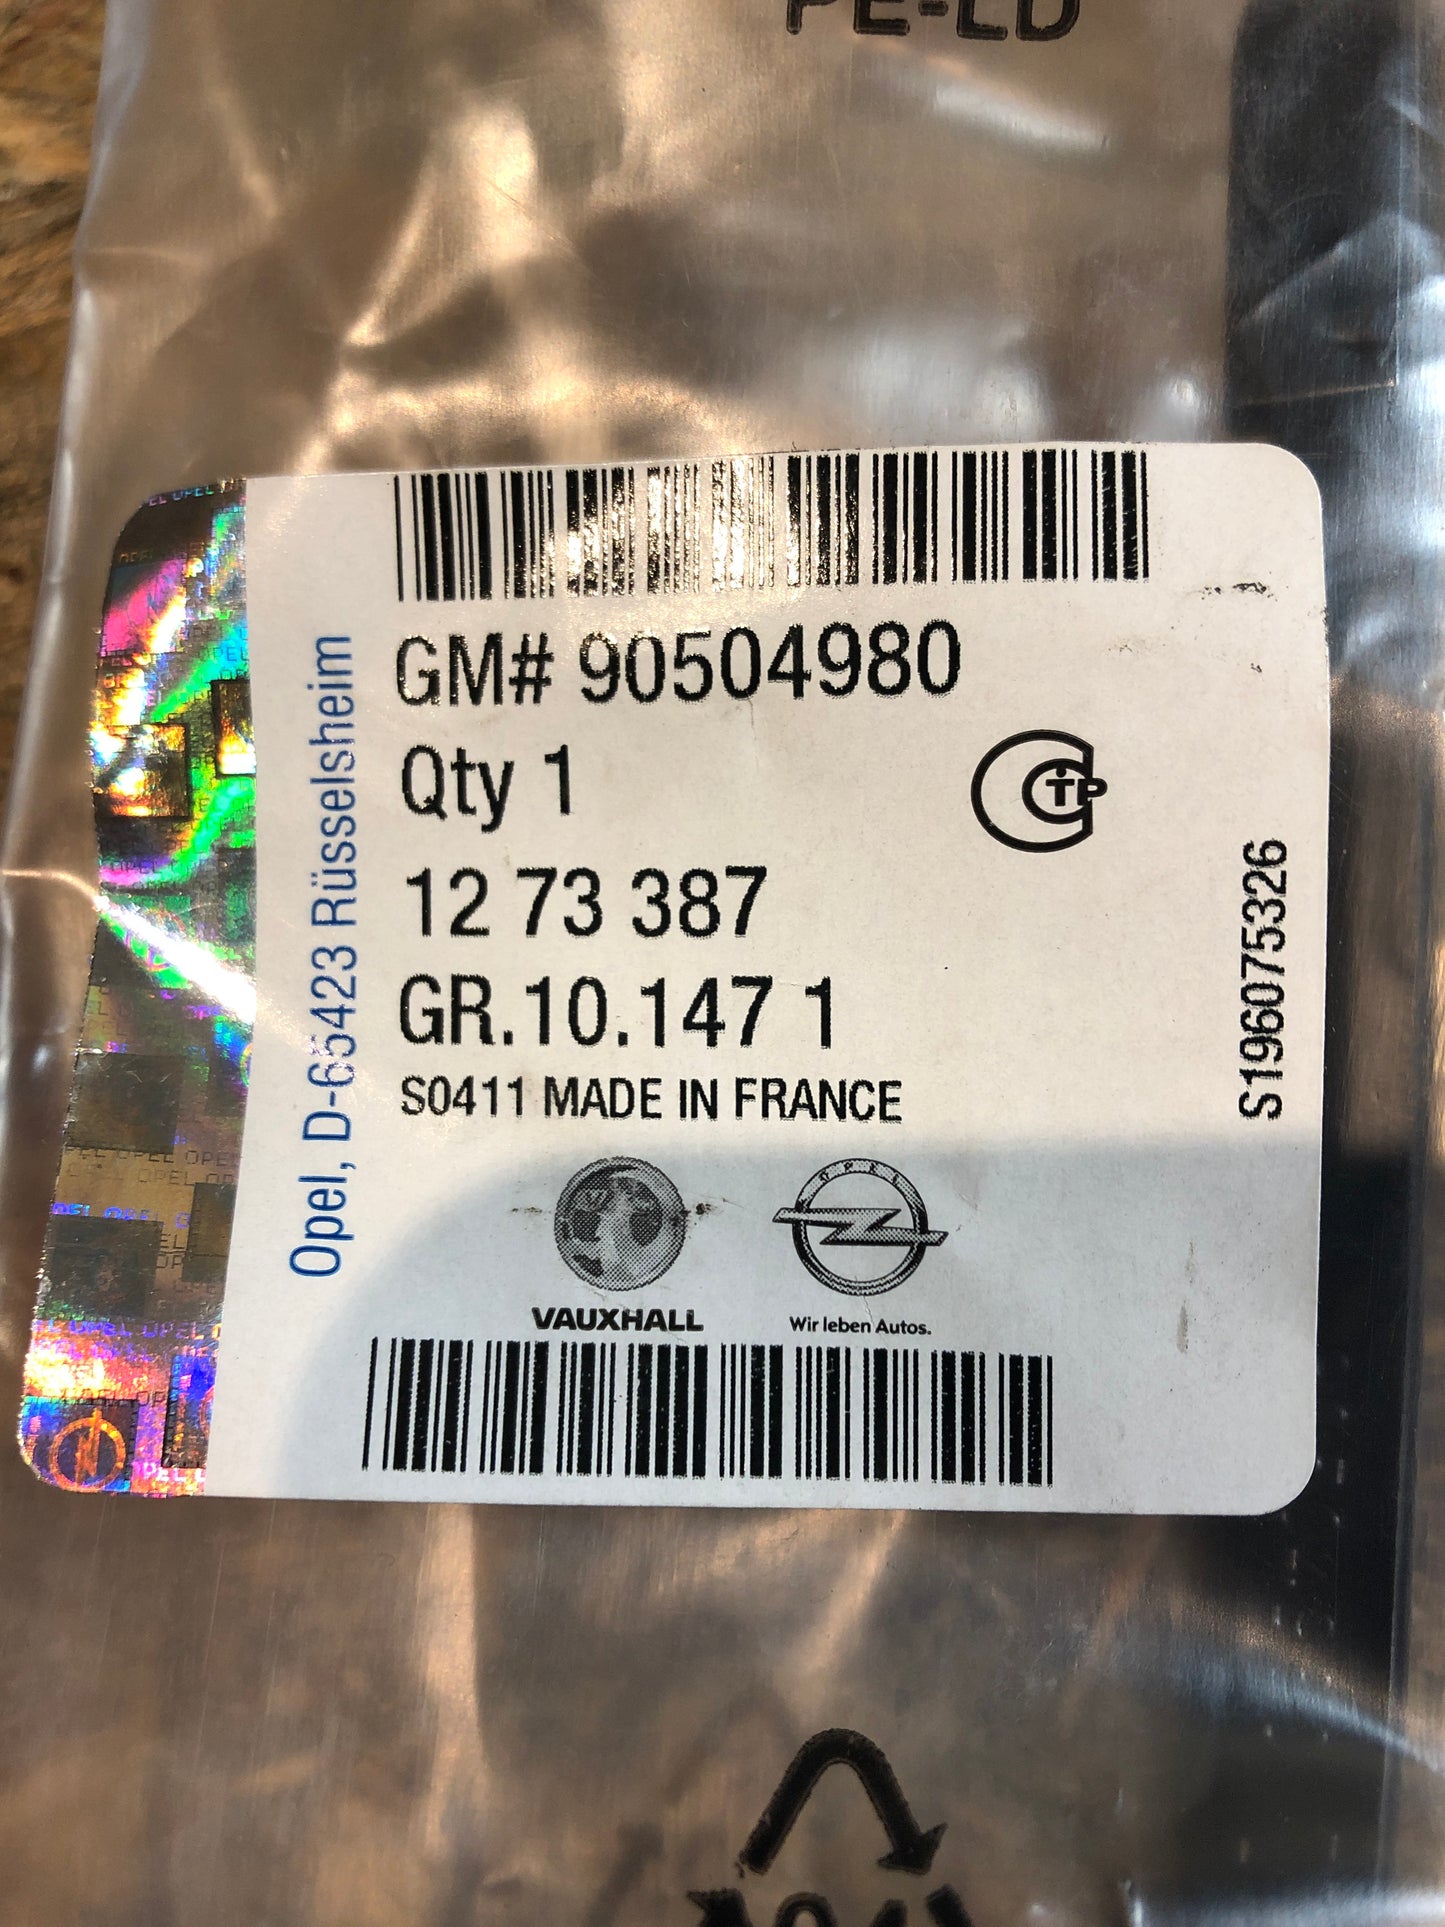 PE-LD
GM# 90504980
Qty 1
12 73 387
GR.10.147 1
S0411 MADE IN FRANCE
VAUXHALL
OPEL
Wir leben Autos.
Opel, D-65423 Rüsselsheim
S196075326